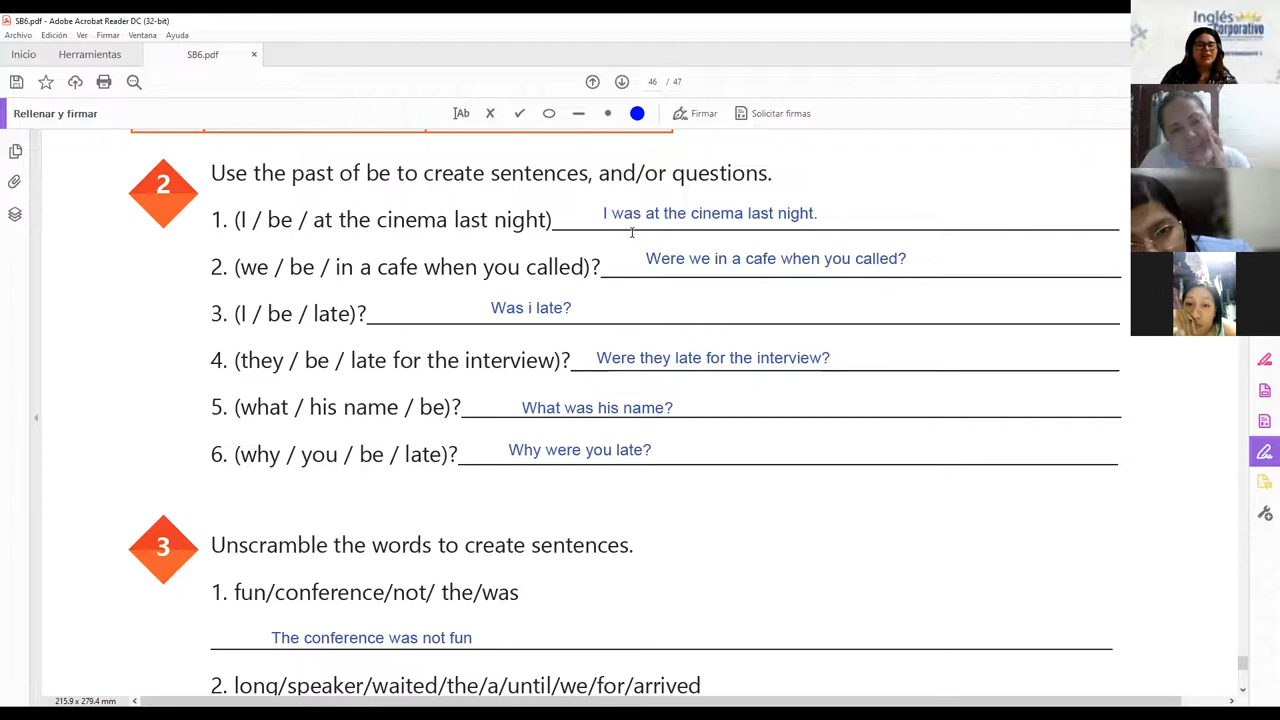 SB6.pdf - Adobe Acrobat Reader DC (32-bit)
Archivo Edición Ver Firmar Ventana Ayuda
Inicio Herramientas SB6.pdf ×
46 / 47
Rellenar y firmar
Ab Firmar Solicitar firmas
2 Use the past of be to create sentences, and/or questions.
1. (I / be / at the cinema last night) I was at the cinema last night.
2. (we / be / in a cafe when you called)? Were we in a cafe when you called?
3. (I / be / late)? Was i late?
4. (they / be / late for the interview)? Were they late for the interview?
5. (what / his name / be)? What was his name?
6. (why / you / be / late)? Why were you late?
3 Unscramble the words to create sentences.
1. fun/conference/not/ the/was
The conference was not fun
2. long/speaker/waited/the/a/until/we/for/arrived
215.9 x 279.4 mm
Inglés
Corporativo